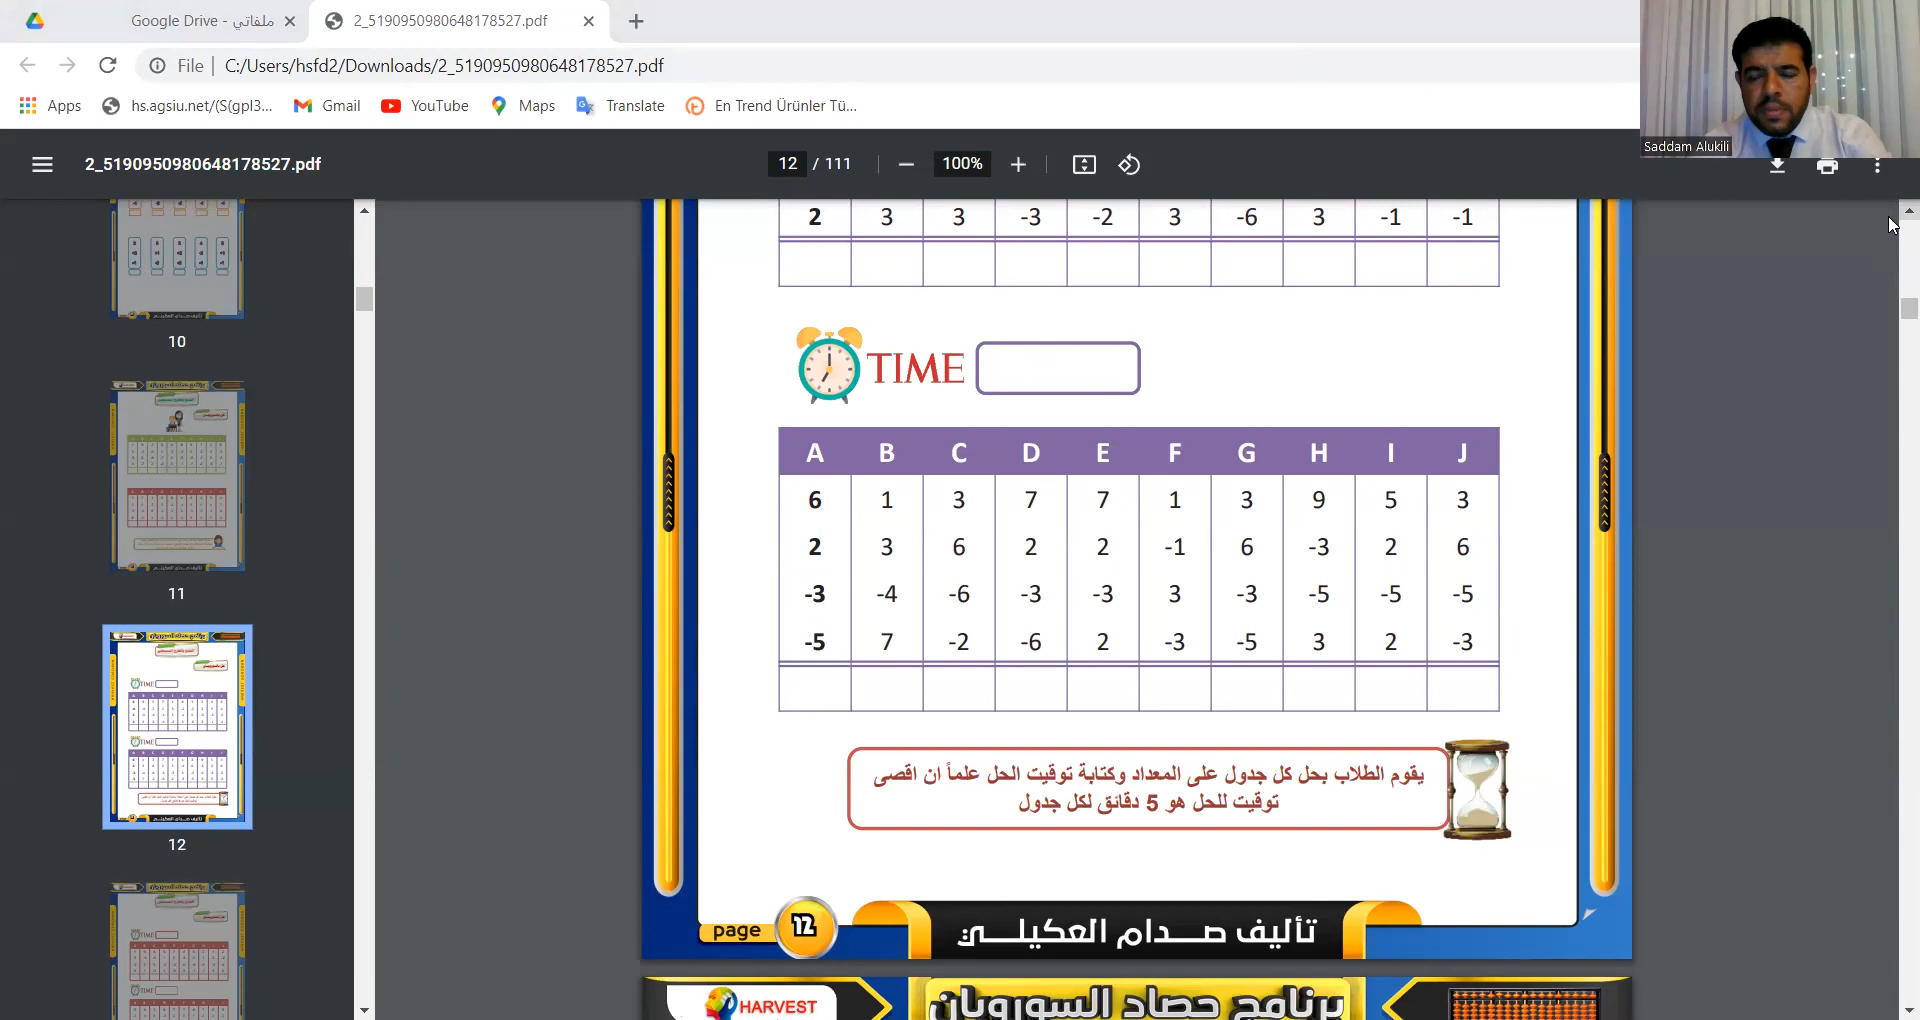 Google Drive - ملفاتي
2_5190950980648178527.pdf
File
C:/Users/hsfd2/Downloads/2_5190950980648178527.pdf
Apps
hs.agsiu.net/(S(gpl3...
Gmail
YouTube
Maps
Translate
En Trend Ürünler Tü...
Saddam Alukili
2_5190950980648178527.pdf
12 / 111
100%
10
11
12
2 3 3 -3 -2 3 -6 3 -1 -1
TIME
A B C D E F G H I J
6 1 3 7 7 1 3 9 5 3
2 3 6 2 2 -1 6 -3 2 6
-3 -4 -6 -3 -3 3 -3 -5 -5 -5
-5 7 -2 -6 2 -3 -5 3 2 -3
يقوم الطلاب بحل كل جدول على المعداد وكتابة توقيت الحل علماً ان اقصى
توقيت للحل هو 5 دقائق لكل جدول
page 12
تأليف صدام العكيلي
HARVEST
برنامج حصاد السوروبان